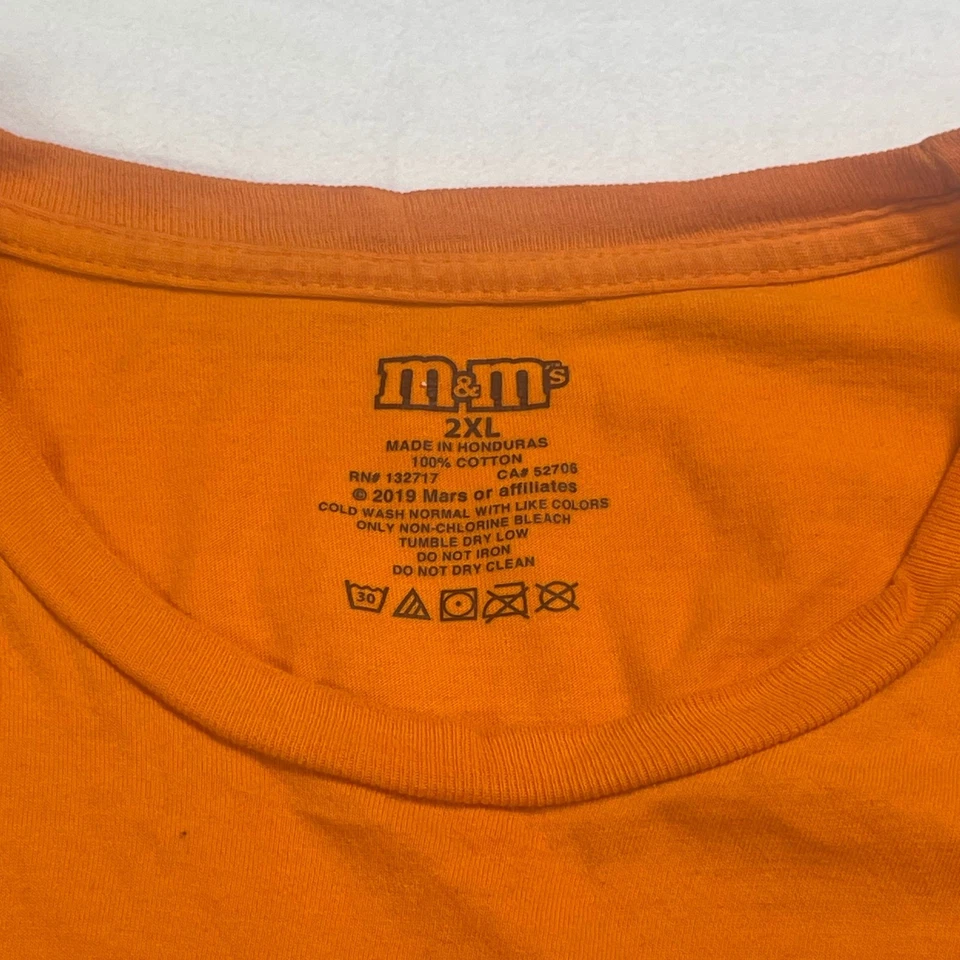 m&m's
2XL
MADE IN HONDURAS
100% COTTON
RN# 132717 CA# 52706
© 2019 Mars or affiliates
COLD WASH NORMAL WITH LIKE COLORS
ONLY NON-CHLORINE BLEACH
TUMBLE DRY LOW
DO NOT IRON
DO NOT DRY CLEAN
30